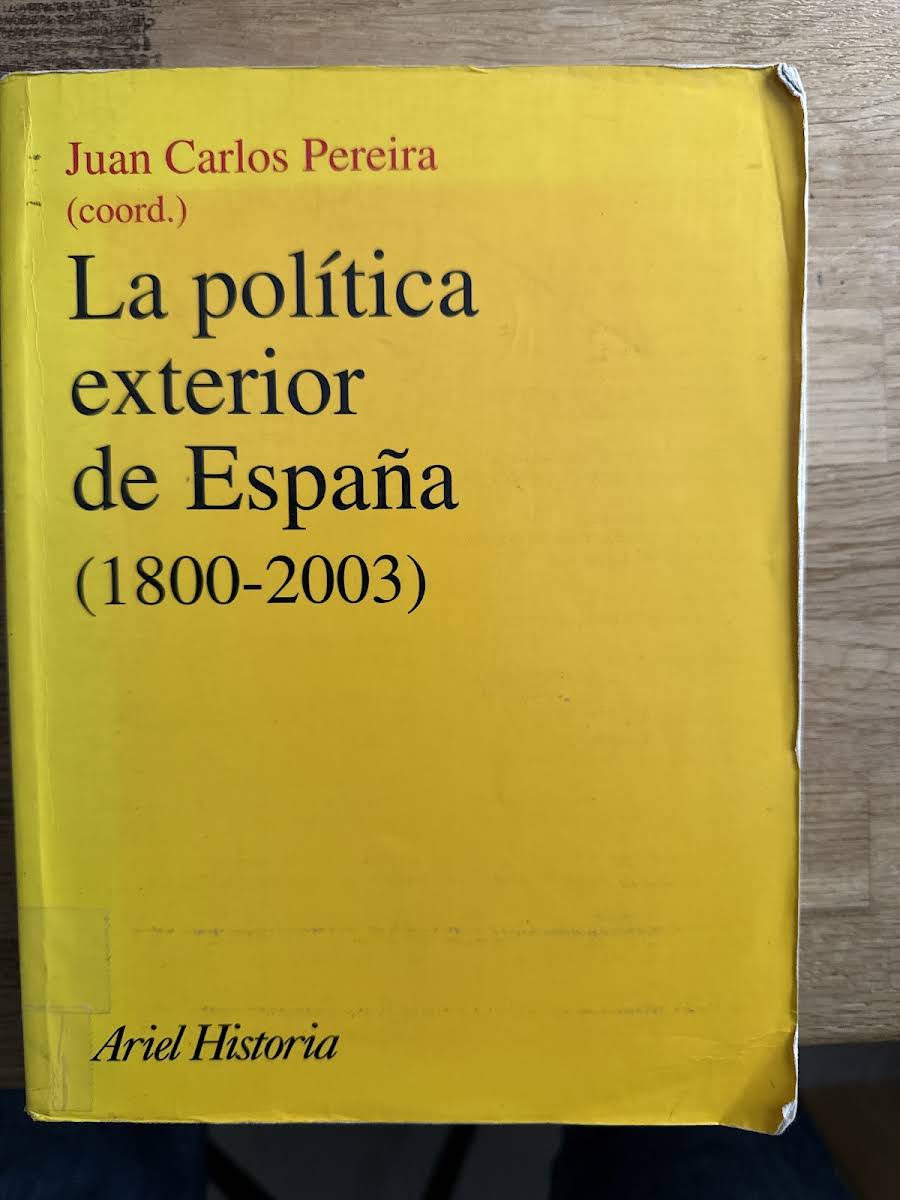 Juan Carlos Pereira
(coord.)
La política
exterior
de España
(1800-2003)
Ariel Historia